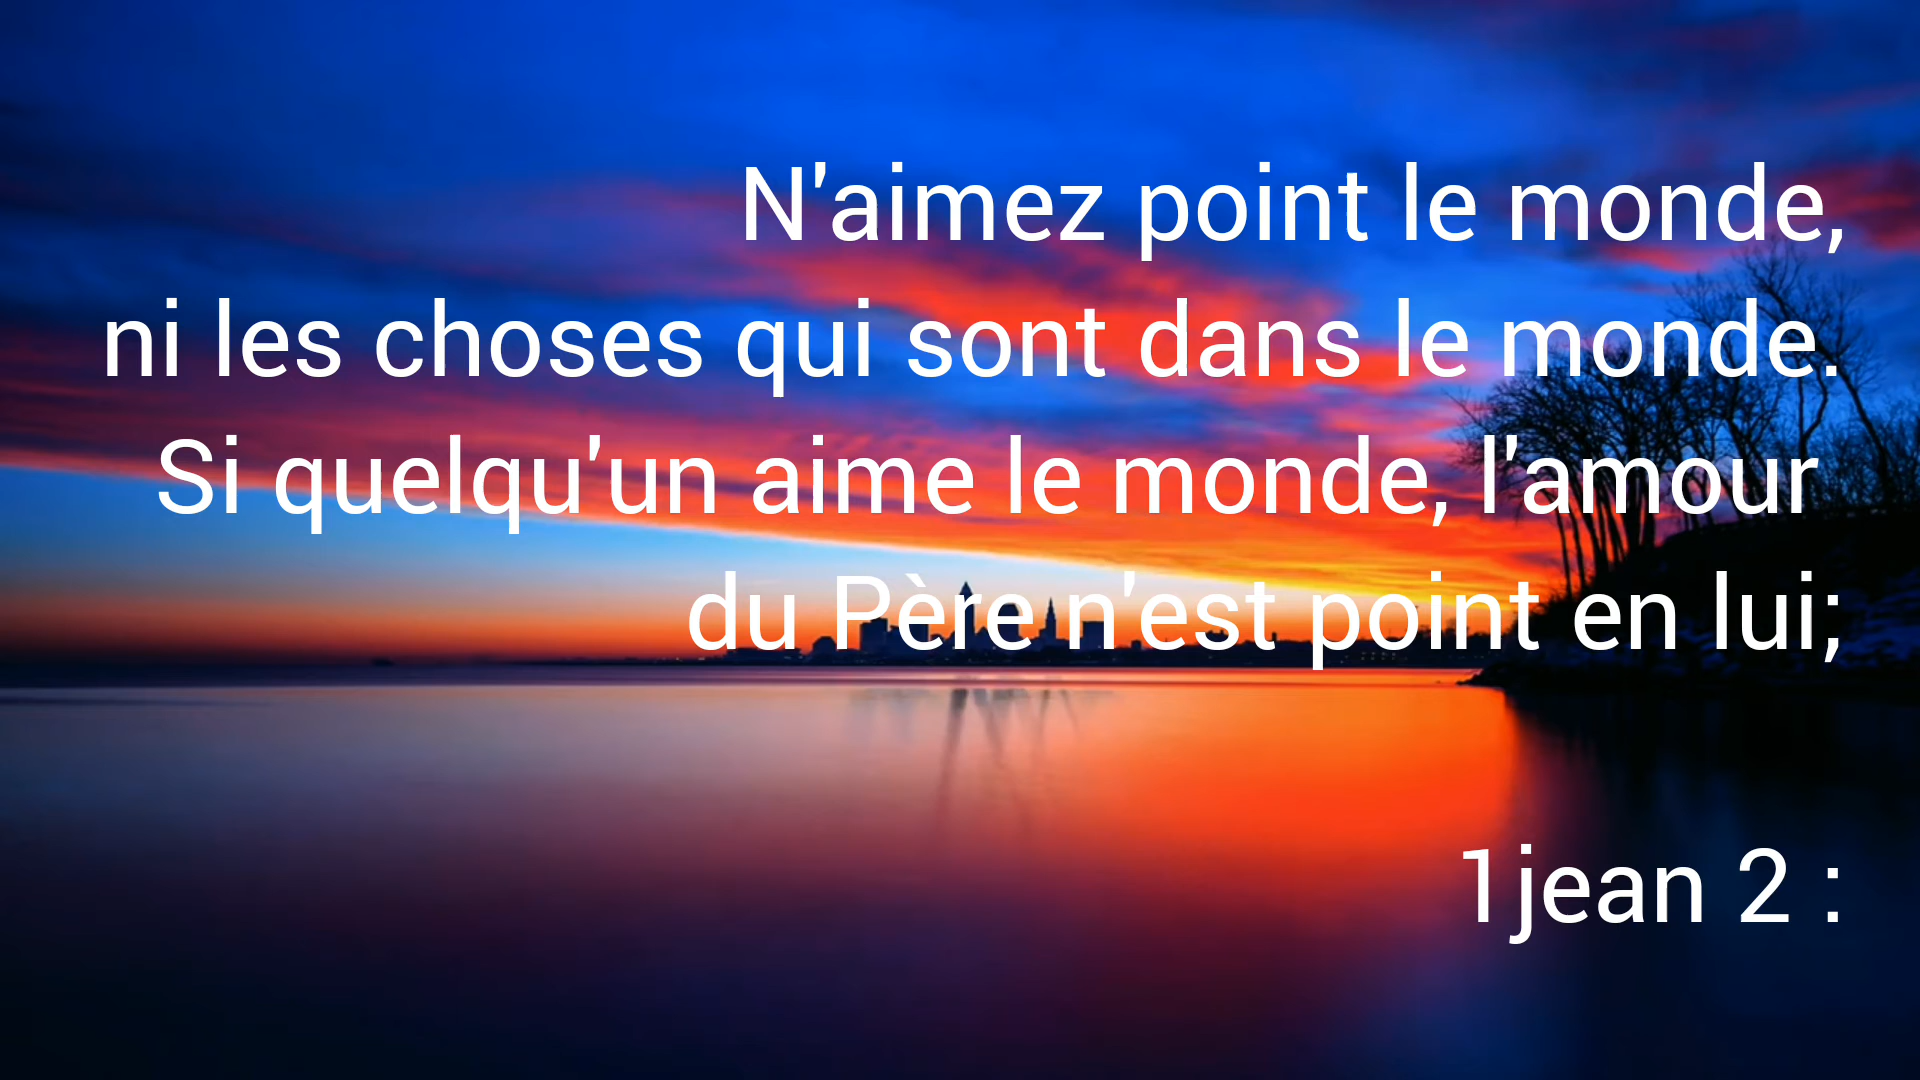 N'aimez point le monde,
ni les choses qui sont dans le monde.
Si quelqu'un aime le monde, l'amour
du Père n'est point en lui;
1jean 2 :